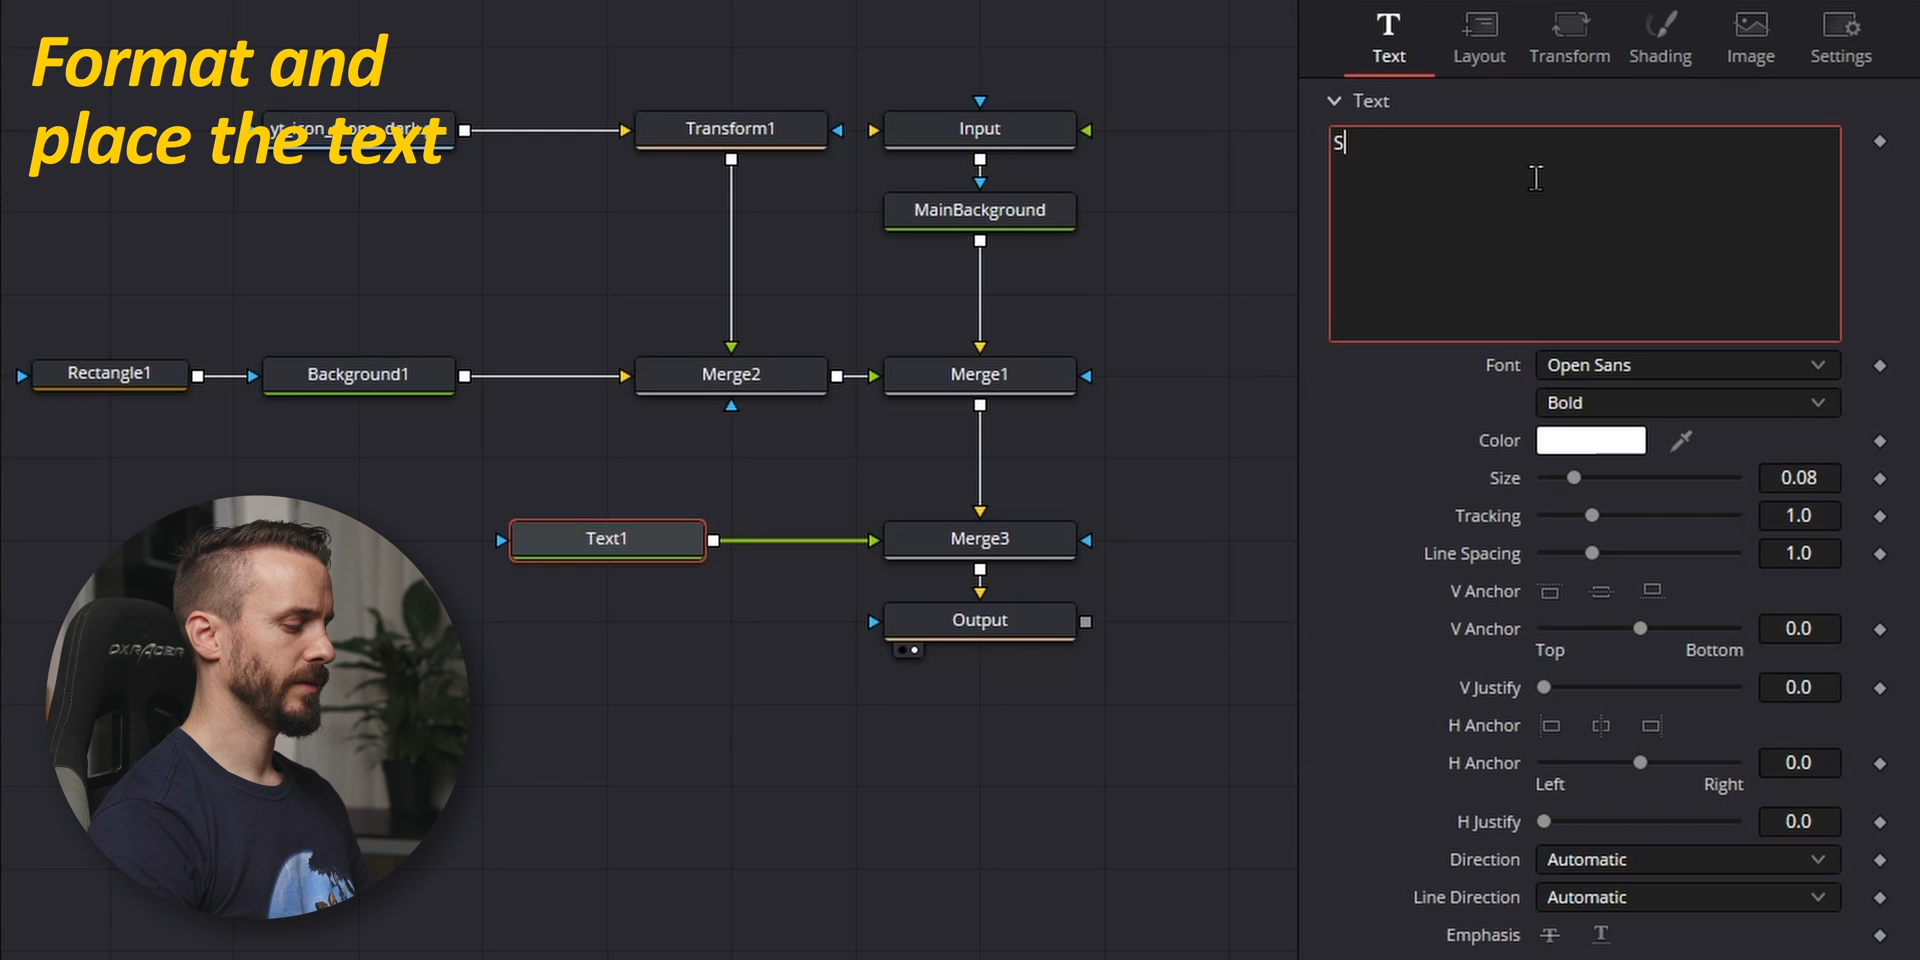 Format and
place the text
Transform1
Input
MainBackground
Rectangle1
Background1
Merge2
Merge1
Text1
Merge3
Output
DXRACER
Text
Layout
Transform
Shading
Image
Settings
Text
S
Font
Open Sans
Bold
Color
Size
0.08
Tracking
1.0
Line Spacing
1.0
V Anchor
V Anchor
0.0
Top
Bottom
V Justify
0.0
H Anchor
H Anchor
0.0
Left
Right
H Justify
0.0
Direction
Automatic
Line Direction
Automatic
Emphasis